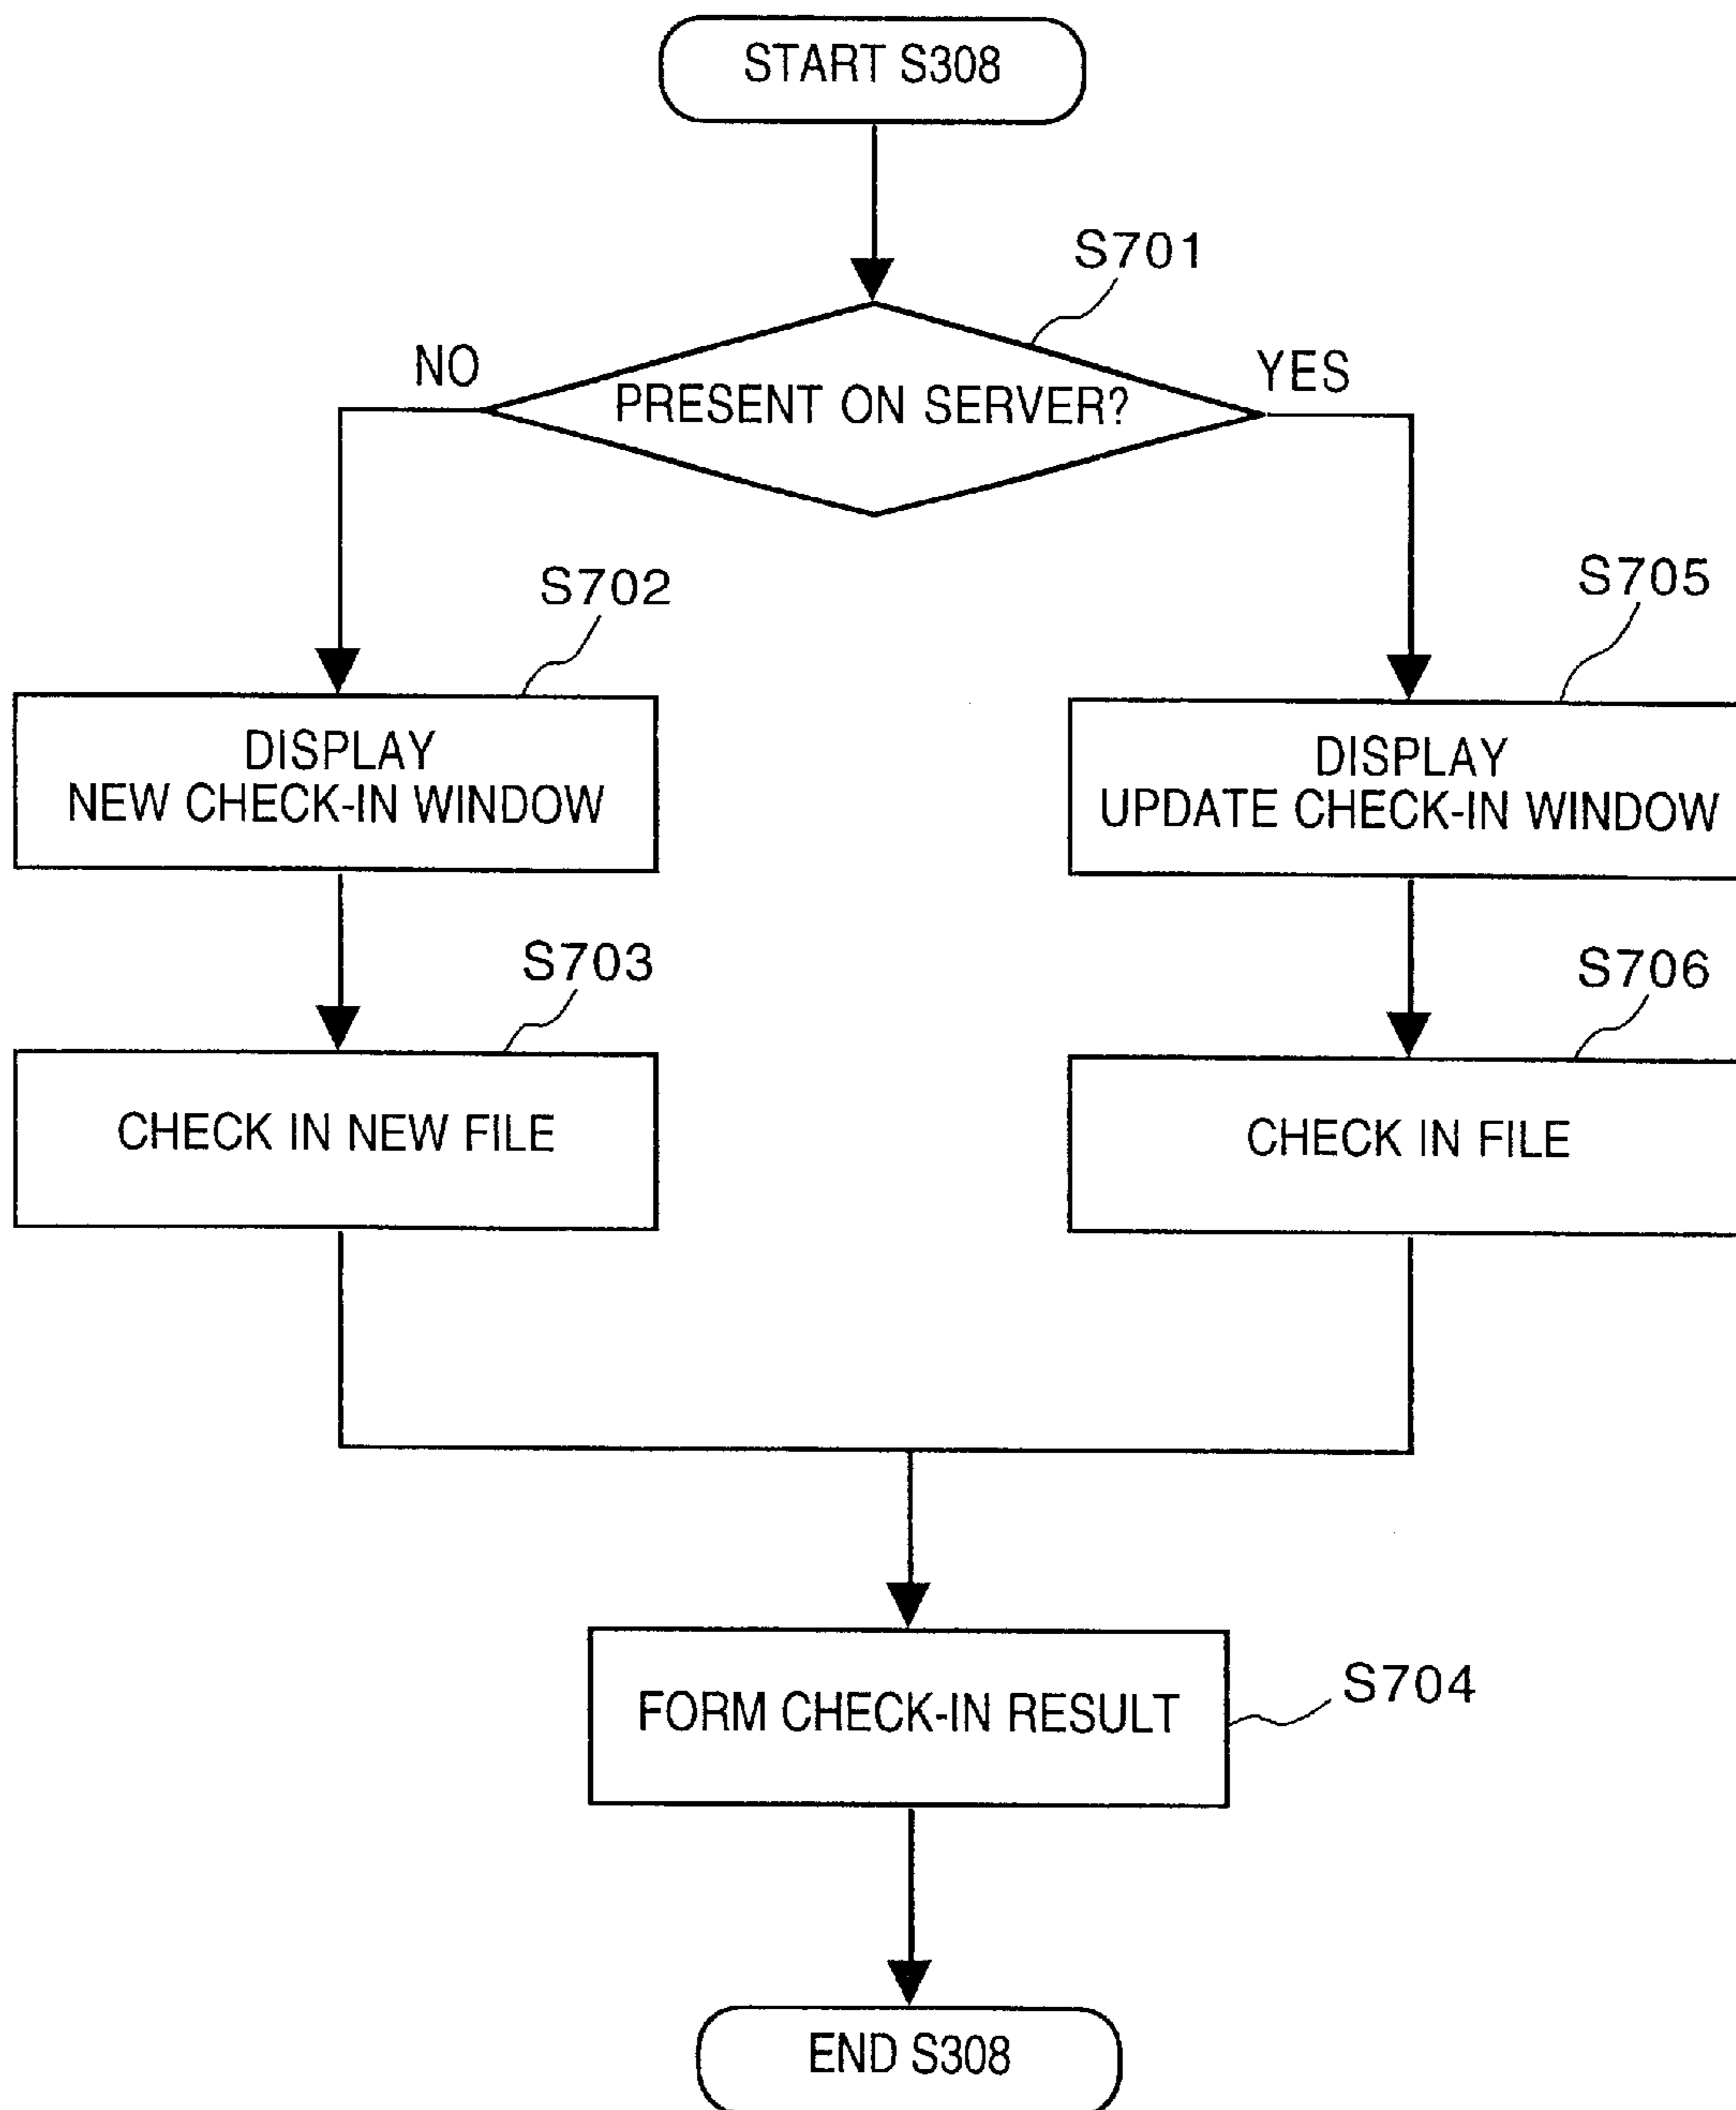 START S308
S701
NO
PRESENT ON SERVER?
YES
S702
S705
DISPLAY
NEW CHECK-IN WINDOW
DISPLAY
UPDATE CHECK-IN WINDOW
S703
S706
CHECK IN NEW FILE
CHECK IN FILE
FORM CHECK-IN RESULT
S704
END S308